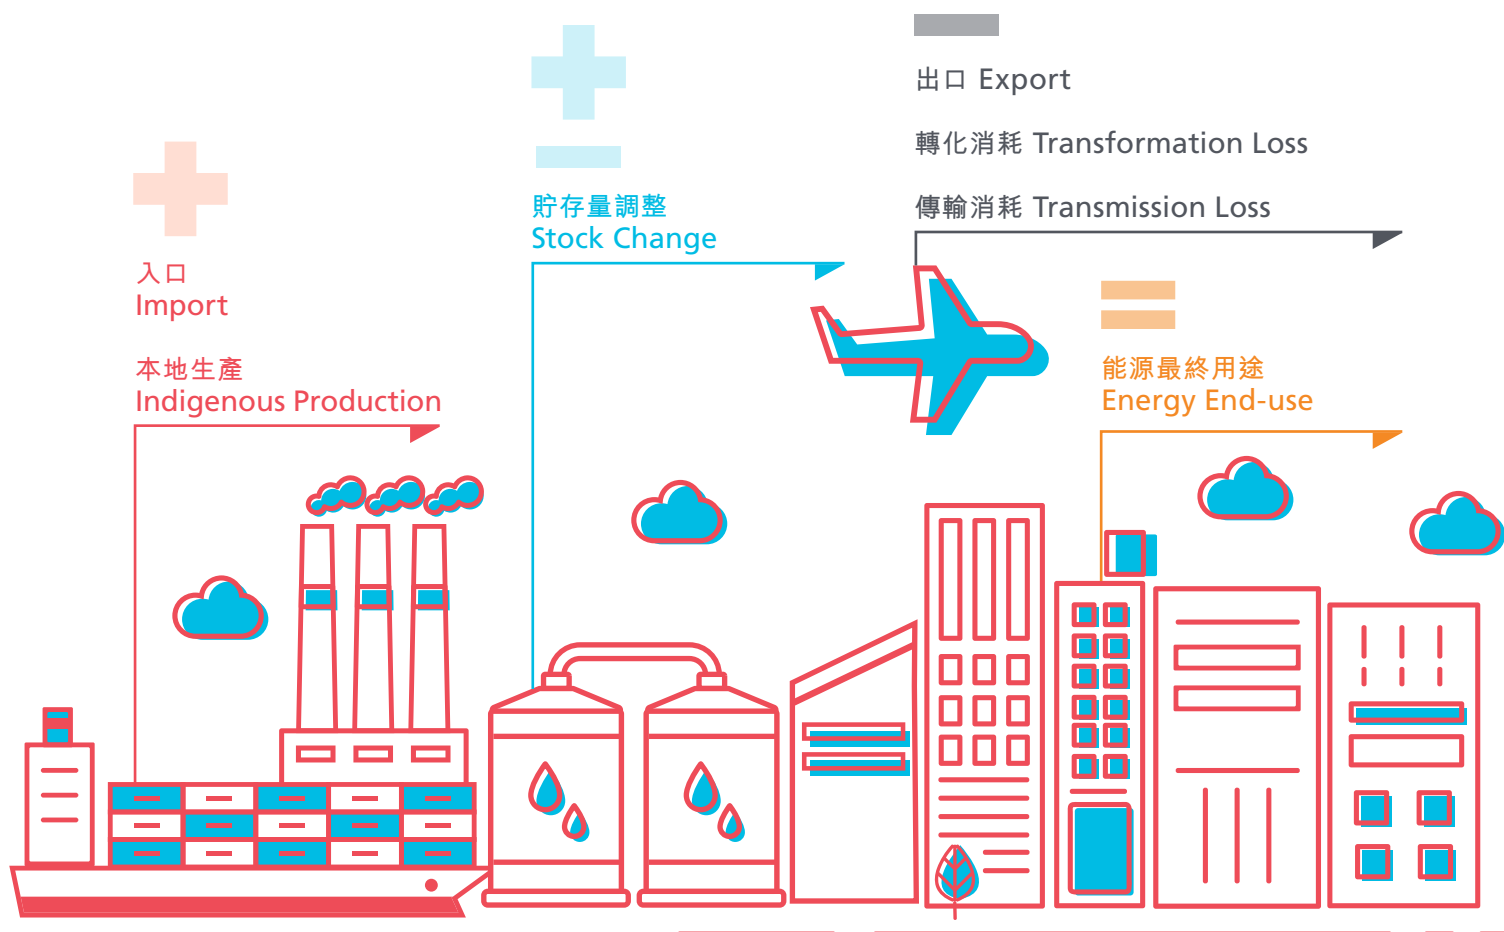 入口
Import
本地生產
Indigenous Production
貯存量調整
Stock Change
出口 Export
轉化消耗 Transformation Loss
傳輸消耗 Transmission Loss
能源最終用途
Energy End-use